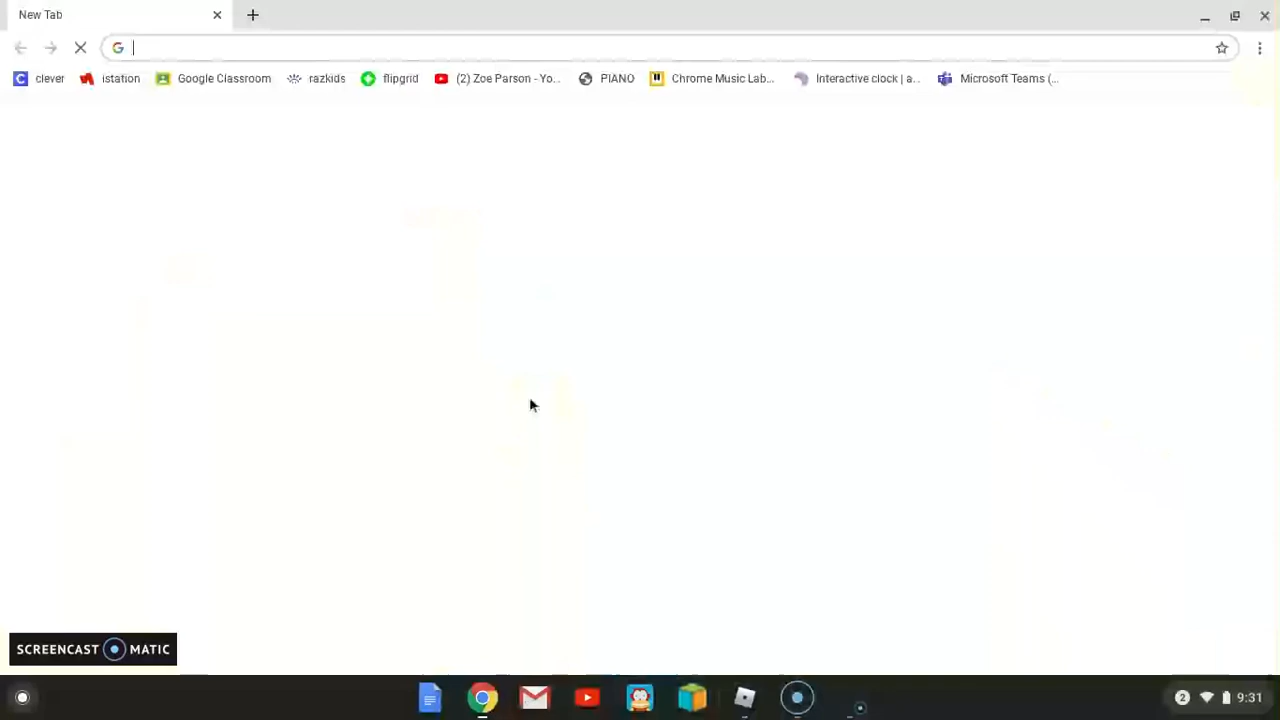 New Tab
clever
istation
Google Classroom
razkids
flipgrid
(2) Zoe Parson - Yo...
PIANO
Chrome Music Lab...
Interactive clock | a...
Microsoft Teams (...
SCREENCAST MATIC
2
9:31